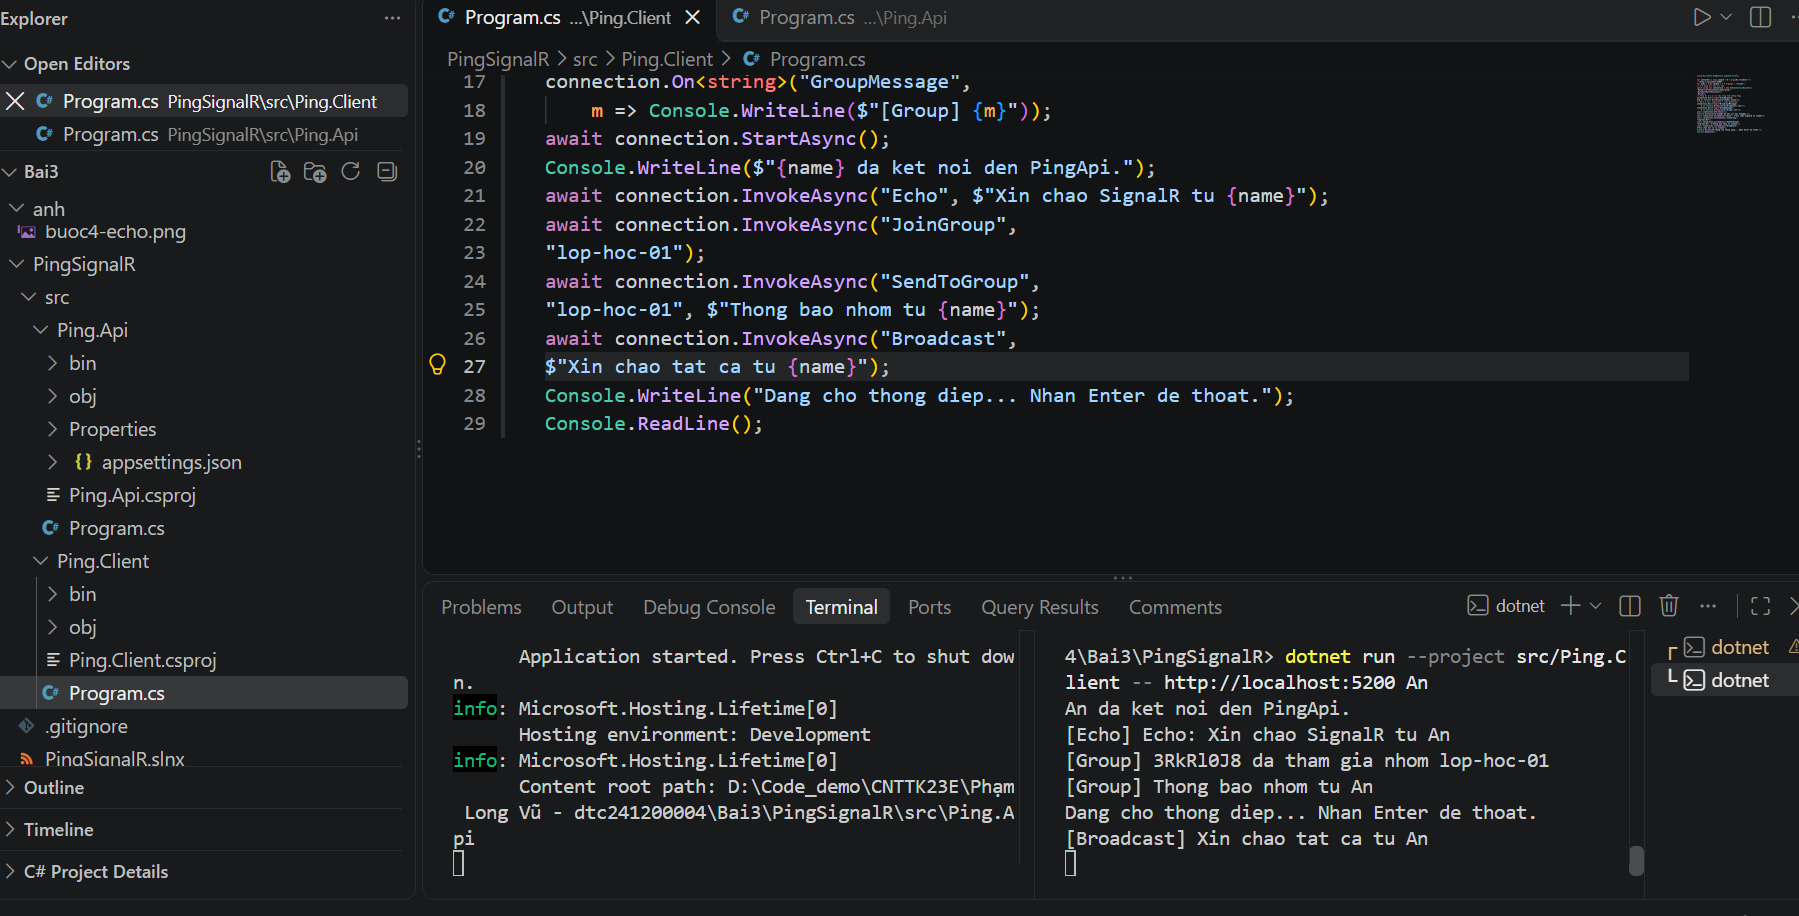 Explorer
Open Editors
Program.cs PingSignalR\src\Ping.Client
Program.cs PingSignalR\src\Ping.Api
Bai3
anh
buoc4-echo.png
PingSignalR
src
Ping.Api
bin
obj
Properties
{} appsettings.json
Ping.Api.csproj
Program.cs
Ping.Client
bin
obj
Ping.Client.csproj
Program.cs
.gitignore
PingSignalR.slnx
Outline
Timeline
C# Project Details
Program.cs ...\Ping.Client
Program.cs ...\Ping.Api
PingSignalR > src > Ping.Client > Program.cs
17 connection.On<string>("GroupMessage",
18 m => Console.WriteLine($"[Group] {m}"));
19 await connection.StartAsync();
20 Console.WriteLine($"{name} da ket noi den PingApi.");
21 await connection.InvokeAsync("Echo", $"Xin chao SignalR tu {name}");
22 await connection.InvokeAsync("JoinGroup",
23 "lop-hoc-01");
24 await connection.InvokeAsync("SendToGroup",
25 "lop-hoc-01", $"Thong bao nhom tu {name}");
26 await connection.InvokeAsync("Broadcast",
27 $"Xin chao tat ca tu {name}");
28 Console.WriteLine("Dang cho thong diep... Nhan Enter de thoat.");
29 Console.ReadLine();
Problems Output Debug Console Terminal Ports Query Results Comments
dotnet
Application started. Press Ctrl+C to shut dow
n.
info: Microsoft.Hosting.Lifetime[0]
Hosting environment: Development
info: Microsoft.Hosting.Lifetime[0]
Content root path: D:\Code_demo\CNTTK23E\Phạm
Long Vũ - dtc241200004\Bai3\PingSignalR\src\Ping.A
pi
4\Bai3\PingSignalR> dotnet run --project src/Ping.C
lient -- http://localhost:5200 An
An da ket noi den PingApi.
[Echo] Echo: Xin chao SignalR tu An
[Group] 3RkRl0J8 da tham gia nhom lop-hoc-01
[Group] Thong bao nhom tu An
Dang cho thong diep... Nhan Enter de thoat.
[Broadcast] Xin chao tat ca tu An
dotnet
dotnet